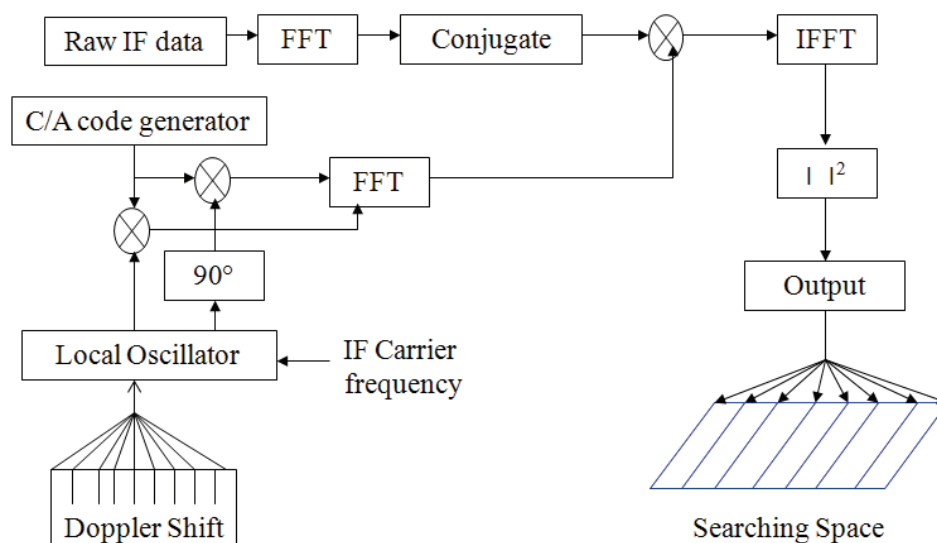 Raw IF data
FFT
Conjugate
IFFT
C/A code generator
FFT
| |²
90°
Output
Local Oscillator
IF Carrier
frequency
Doppler Shift
Searching Space